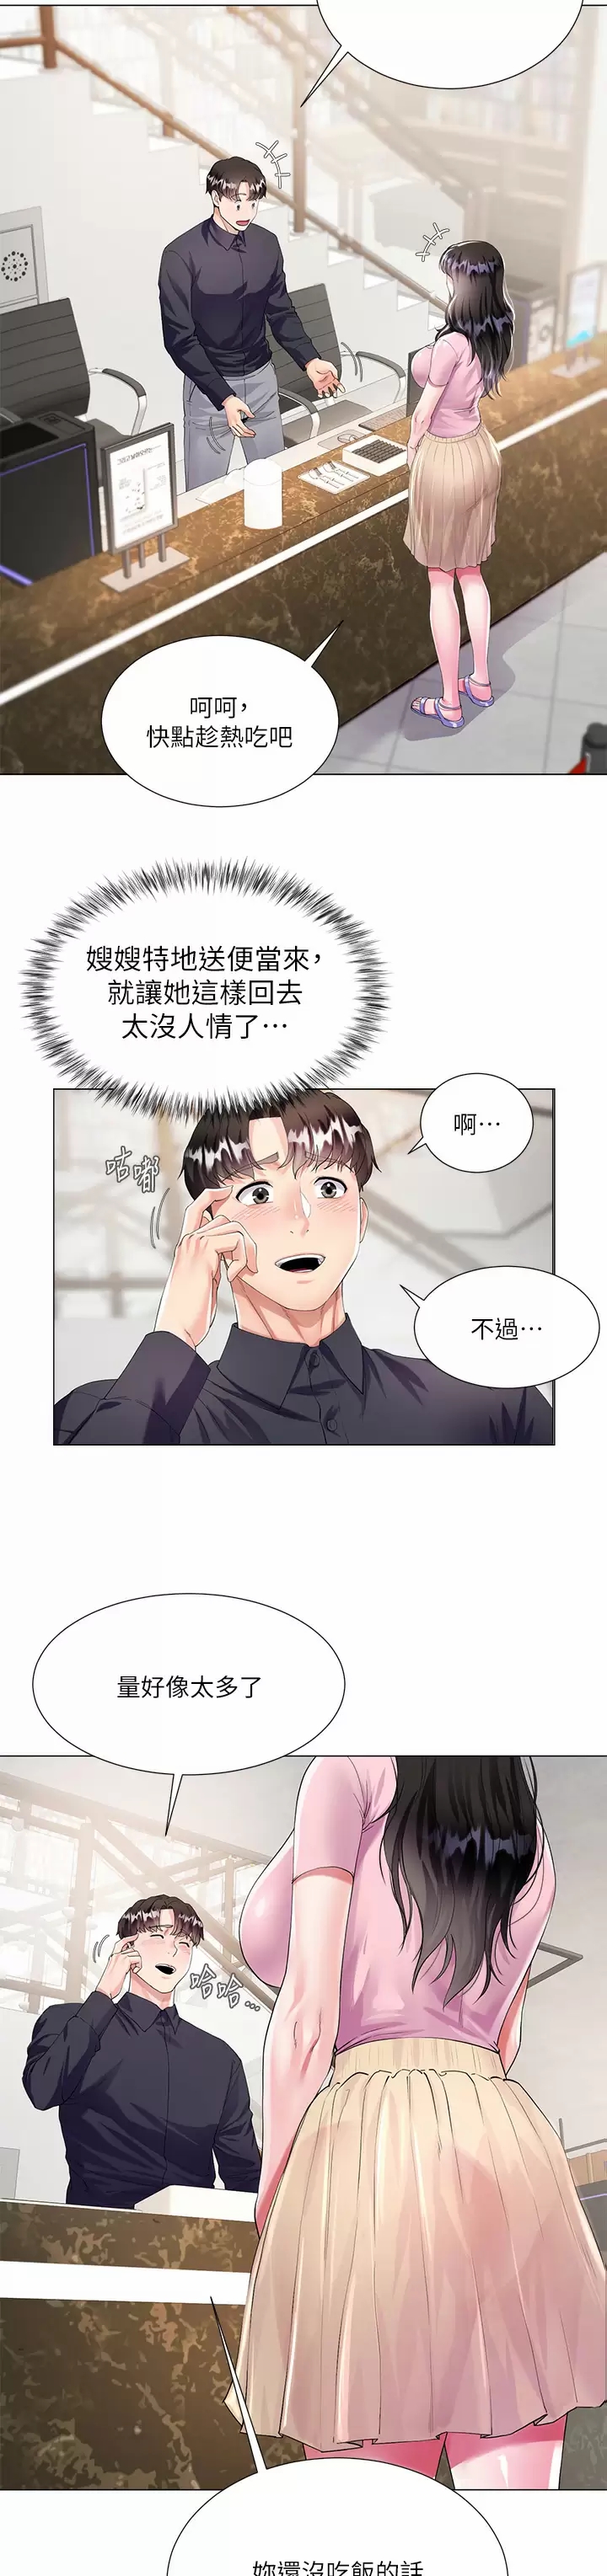 呵呵，
快點趁熱吃吧
嫂嫂特地送便當來，
就讓她這樣回去
太沒人情了⋯
啊⋯
咕嘟
不過⋯
量好像太多了
哈哈⋯
妳還沒吃飯的話